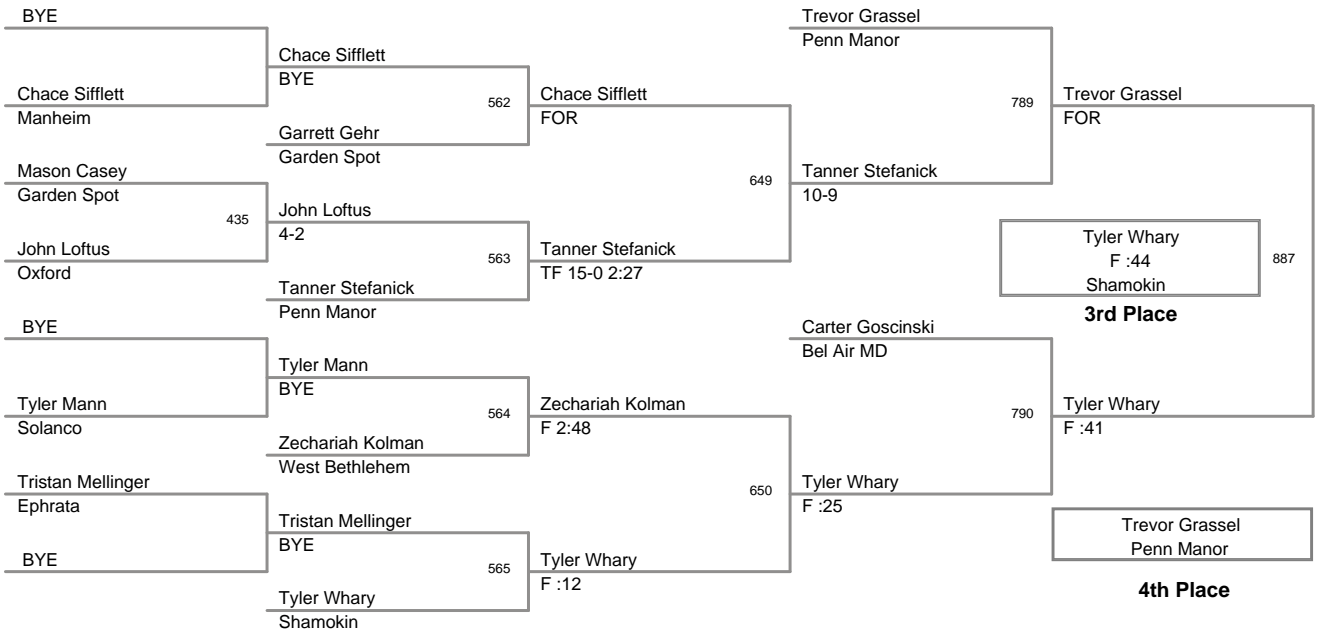 BYE
Chace Sifflett
Manheim
Mason Casey
Garden Spot
435
John Loftus
Oxford
BYE
Tyler Mann
Solanco
Tristan Mellinger
Ephrata
BYE
Chace Sifflett
BYE
562
Garrett Gehr
Garden Spot
John Loftus
4-2
563
Tanner Stefanick
Penn Manor
Tyler Mann
BYE
564
Zechariah Kolman
West Bethlehem
Tristan Mellinger
BYE
565
Tyler Whary
Shamokin
Chace Sifflett
FOR
649
Tanner Stefanick
TF 15-0 2:27
Zechariah Kolman
F 2:48
650
Tyler Whary
F :12
Trevor Grassel
Penn Manor
789
Tanner Stefanick
10-9
Carter Goscinski
Bel Air MD
790
Tyler Whary
F :25
Trevor Grassel
FOR
Tyler Whary
F :44
Shamokin
887
3rd Place
Tyler Whary
F :41
Trevor Grassel
Penn Manor
4th Place